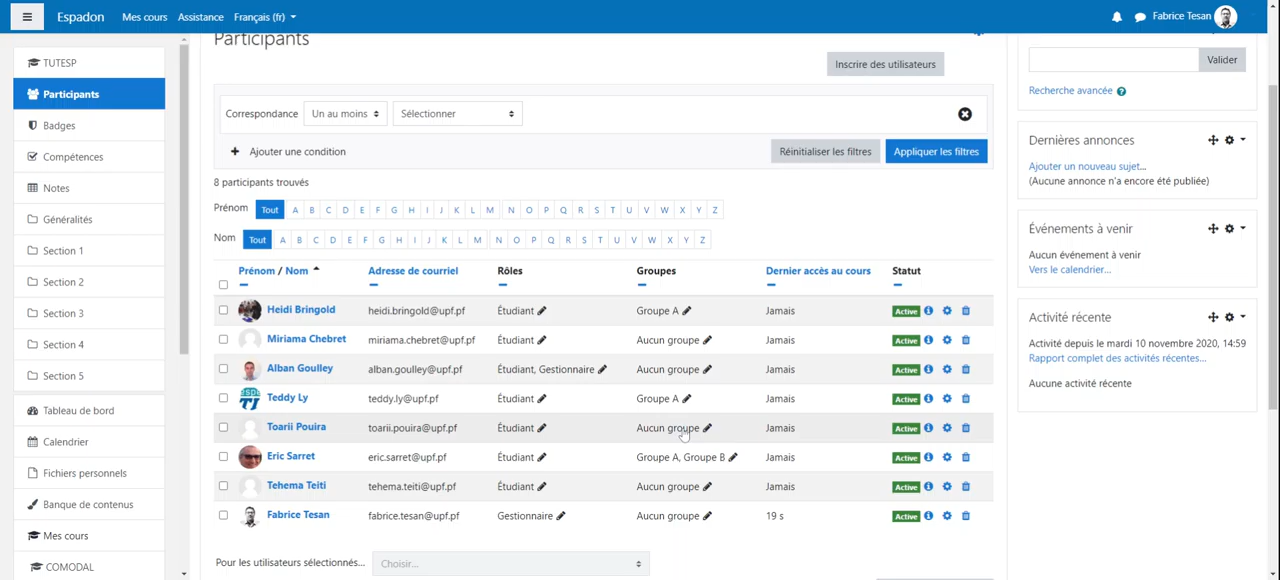 Espadon
Mes cours
Assistance
Français (fr)
Fabrice Tesan
TUTESP
Participants
Badges
Compétences
Notes
Généralités
Section 1
Section 2
Section 3
Section 4
Section 5
Tableau de bord
Calendrier
Fichiers personnels
Banque de contenus
Mes cours
COMODAL
Participants
Inscrire des utilisateurs
Correspondance Un au moins Sélectionner
Ajouter une condition
Réinitialiser les filtres
Appliquer les filtres
8 participants trouvés
Prénom Tout A B C D E F G H I J K L M N O P Q R S T U V W X Y Z
Nom Tout A B C D E F G H I J K L M N O P Q R S T U V W X Y Z
Prénom / Nom Adresse de courriel Rôles Groupes Dernier accès au cours Statut
Heidi Bringold heidi.bringold@upf.pf Étudiant Groupe A Jamais Active
Miriama Chebret miriama.chebret@upf.pf Étudiant Aucun groupe Jamais Active
Alban Goulley alban.goulley@upf.pf Étudiant, Gestionnaire Aucun groupe Jamais Active
Teddy Ly teddy.ly@upf.pf Étudiant Groupe A Jamais Active
Toarii Pouira toarii.pouira@upf.pf Étudiant Aucun groupe Jamais Active
Eric Sarret eric.sarret@upf.pf Étudiant Groupe A, Groupe B Jamais Active
Tehema Teiti tehema.teiti@upf.pf Étudiant Aucun groupe Jamais Active
Fabrice Tesan fabrice.tesan@upf.pf Gestionnaire Aucun groupe 19 s Active
Pour les utilisateurs sélectionnés... Choisir...
Valider
Recherche avancée
Dernières annonces
Ajouter un nouveau sujet...
(Aucune annonce n'a encore été publiée)
Événements à venir
Aucun événement à venir
Vers le calendrier...
Activité récente
Activité depuis le mardi 10 novembre 2020, 14:59
Rapport complet des activités récentes...
Aucune activité récente